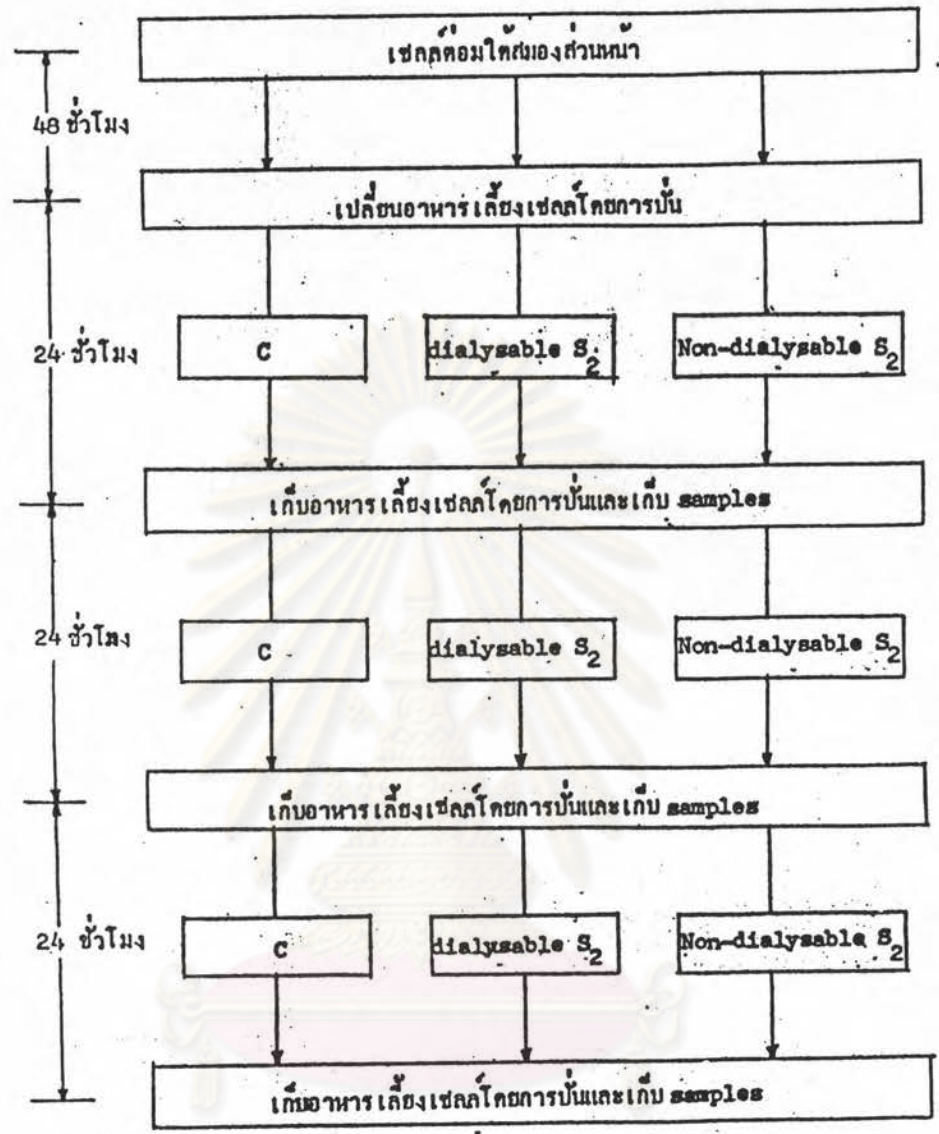 เซลล์ต่อมใต้สมองส่วนหน้า
48 ชั่วโมง
เปลี่ยนอาหารเลี้ยงเซลล์โดยการปั่น
24 ชั่วโมง
C
dialysable S₂
Non-dialysable S₂
เก็บอาหารเลี้ยงเซลล์โดยการปั่นและเก็บ samples
24 ชั่วโมง
C
dialysable S₂
Non-dialysable S₂
เก็บอาหารเลี้ยงเซลล์โดยการปั่นและเก็บ samples
24 ชั่วโมง
C
dialysable S₂
Non-dialysable S₂
เก็บอาหารเลี้ยงเซลล์โดยการปั่นและเก็บ samples